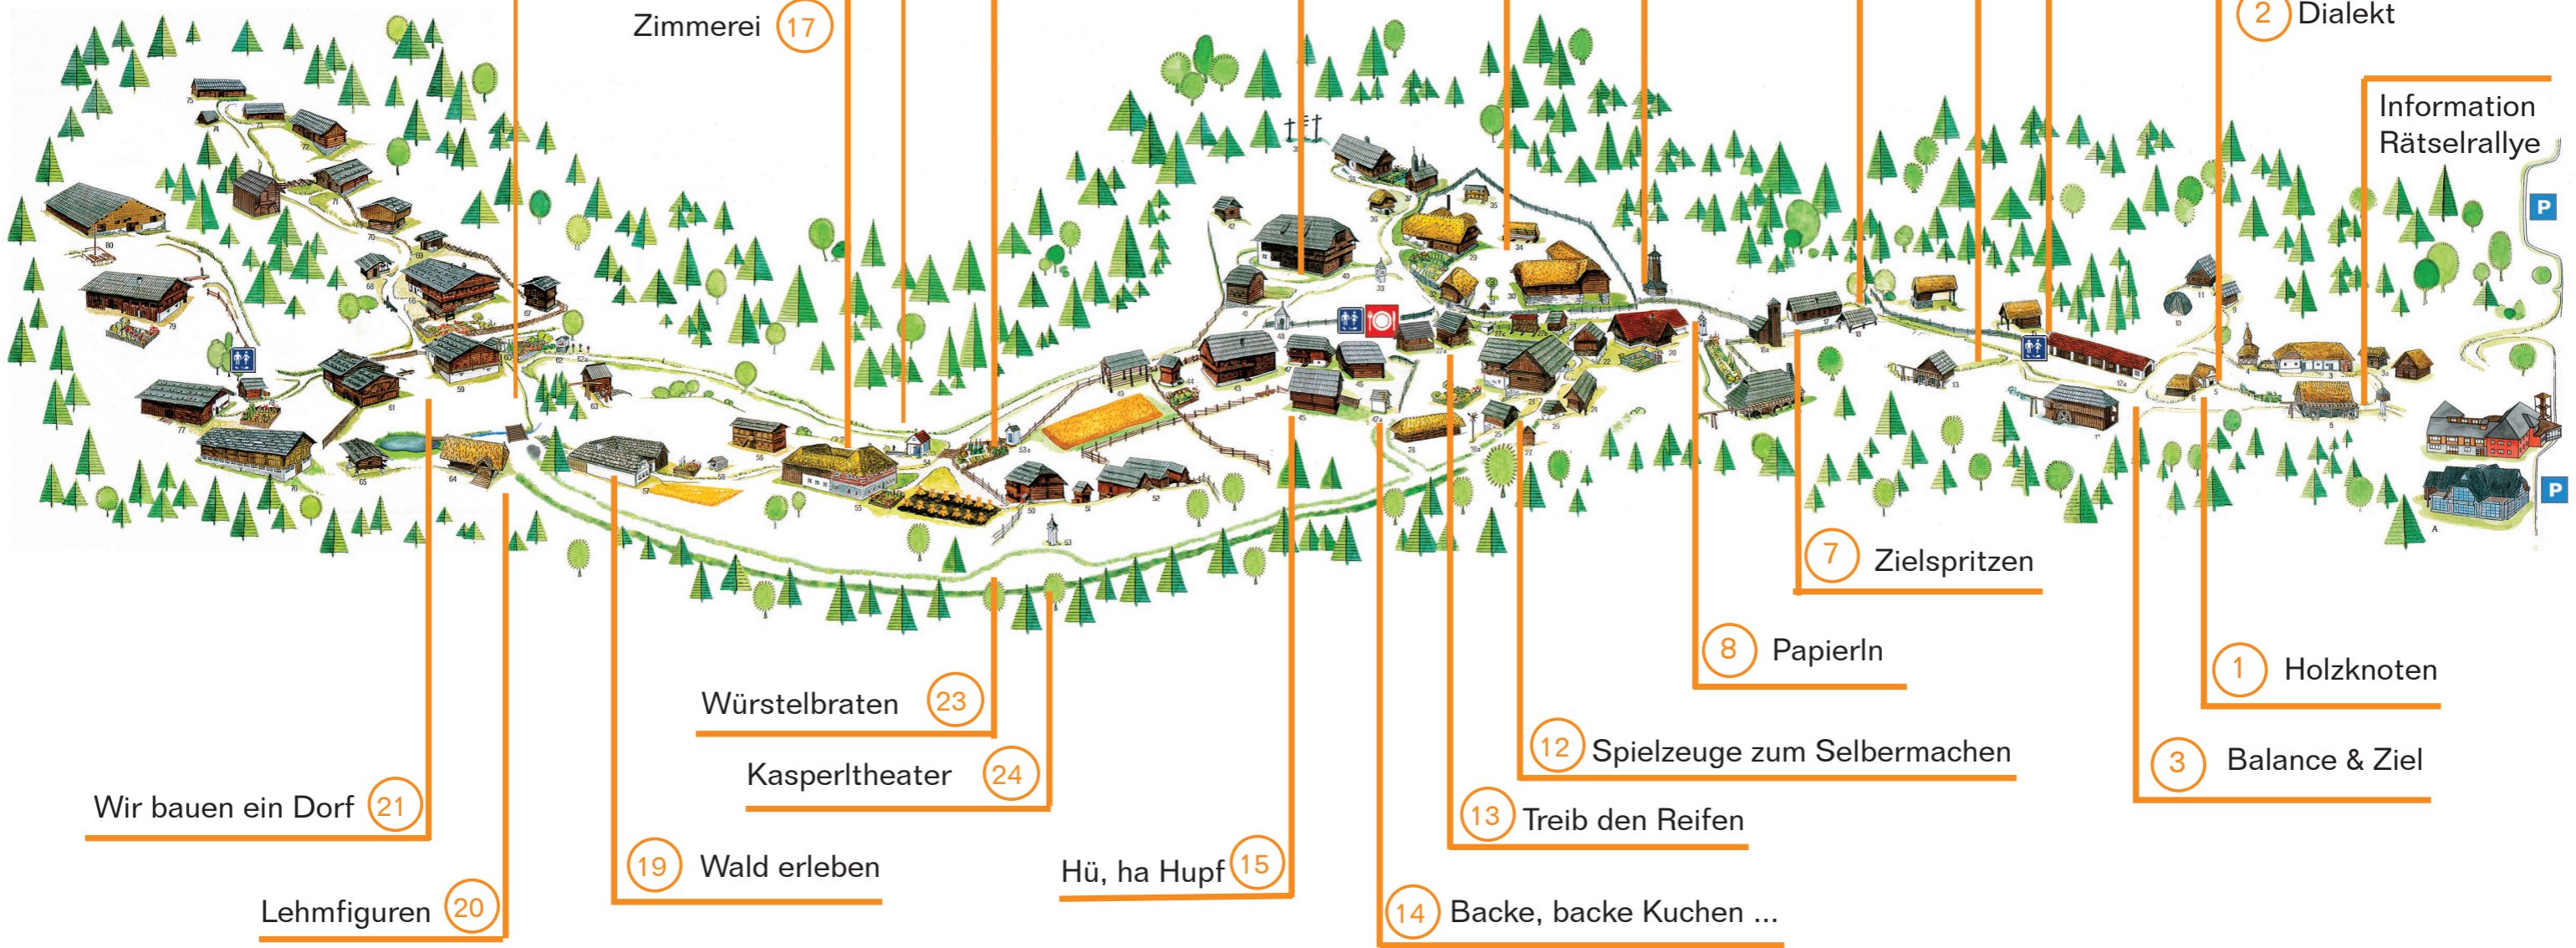 Zimmerei 17
2 Dialekt
Information
Rätselrallye
P
P
7 Zielspritzen
8 Papierln
1 Holzknoten
Würstelbraten 23
12 Spielzeuge zum Selbermachen
3 Balance & Ziel
Kasperltheater 24
Wir bauen ein Dorf 21
13 Treib den Reifen
19 Wald erleben
Hü, ha Hupf 15
Lehmfiguren 20
14 Backe, backe Kuchen ...